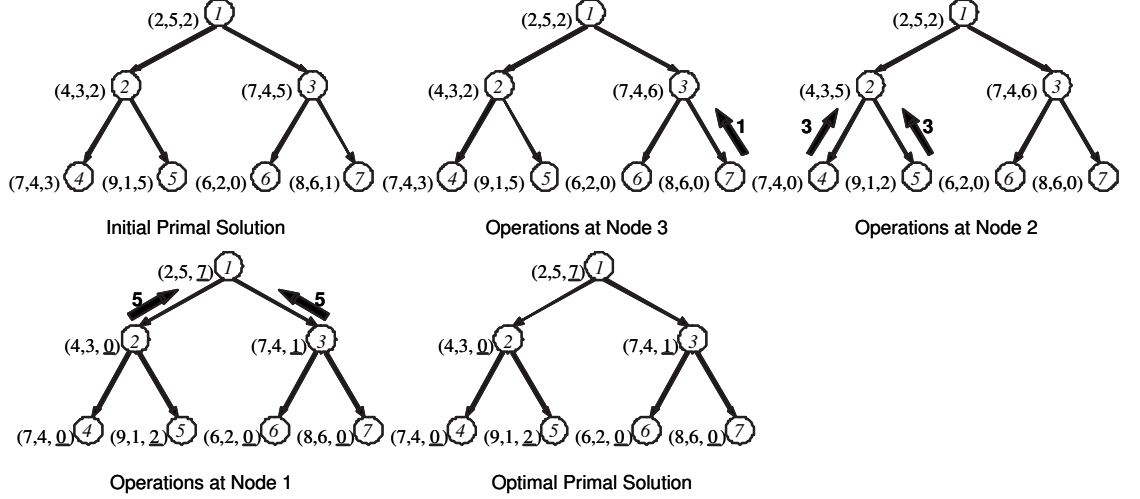 1 1 1
(2,5,2) (2,5,2) (2,5,2)
(4,3,2) 2 (7,4,5) 3 (4,3,2) 2 (7,4,6) 3 (4,3,5) 2 (7,4,6) 3
1 3 3
(7,4,3) 4 (9,1,5) 5 (6,2,0) 6 (8,6,1) 7 (7,4,3) 4 (9,1,5) 5 (6,2,0) 6 (8,6,0) 7 (7,4,0) 4 (9,1,2) 5 (6,2,0) 6 (8,6,0) 7
Initial Primal Solution Operations at Node 3 Operations at Node 2
(2,5, 7) 1 (2,5,7) 1
5 5
(4,3, 0) 2 (7,4, 1) 3 (4,3, 0) 2 (7,4, 1) 3
(7,4, 0) 4 (9,1, 2) 5 (6,2, 0) 6 (8,6, 0) 7 (7,4, 0) 4 (9,1, 2) 5 (6,2, 0) 6 (8,6, 0) 7
Operations at Node 1 Optimal Primal Solution